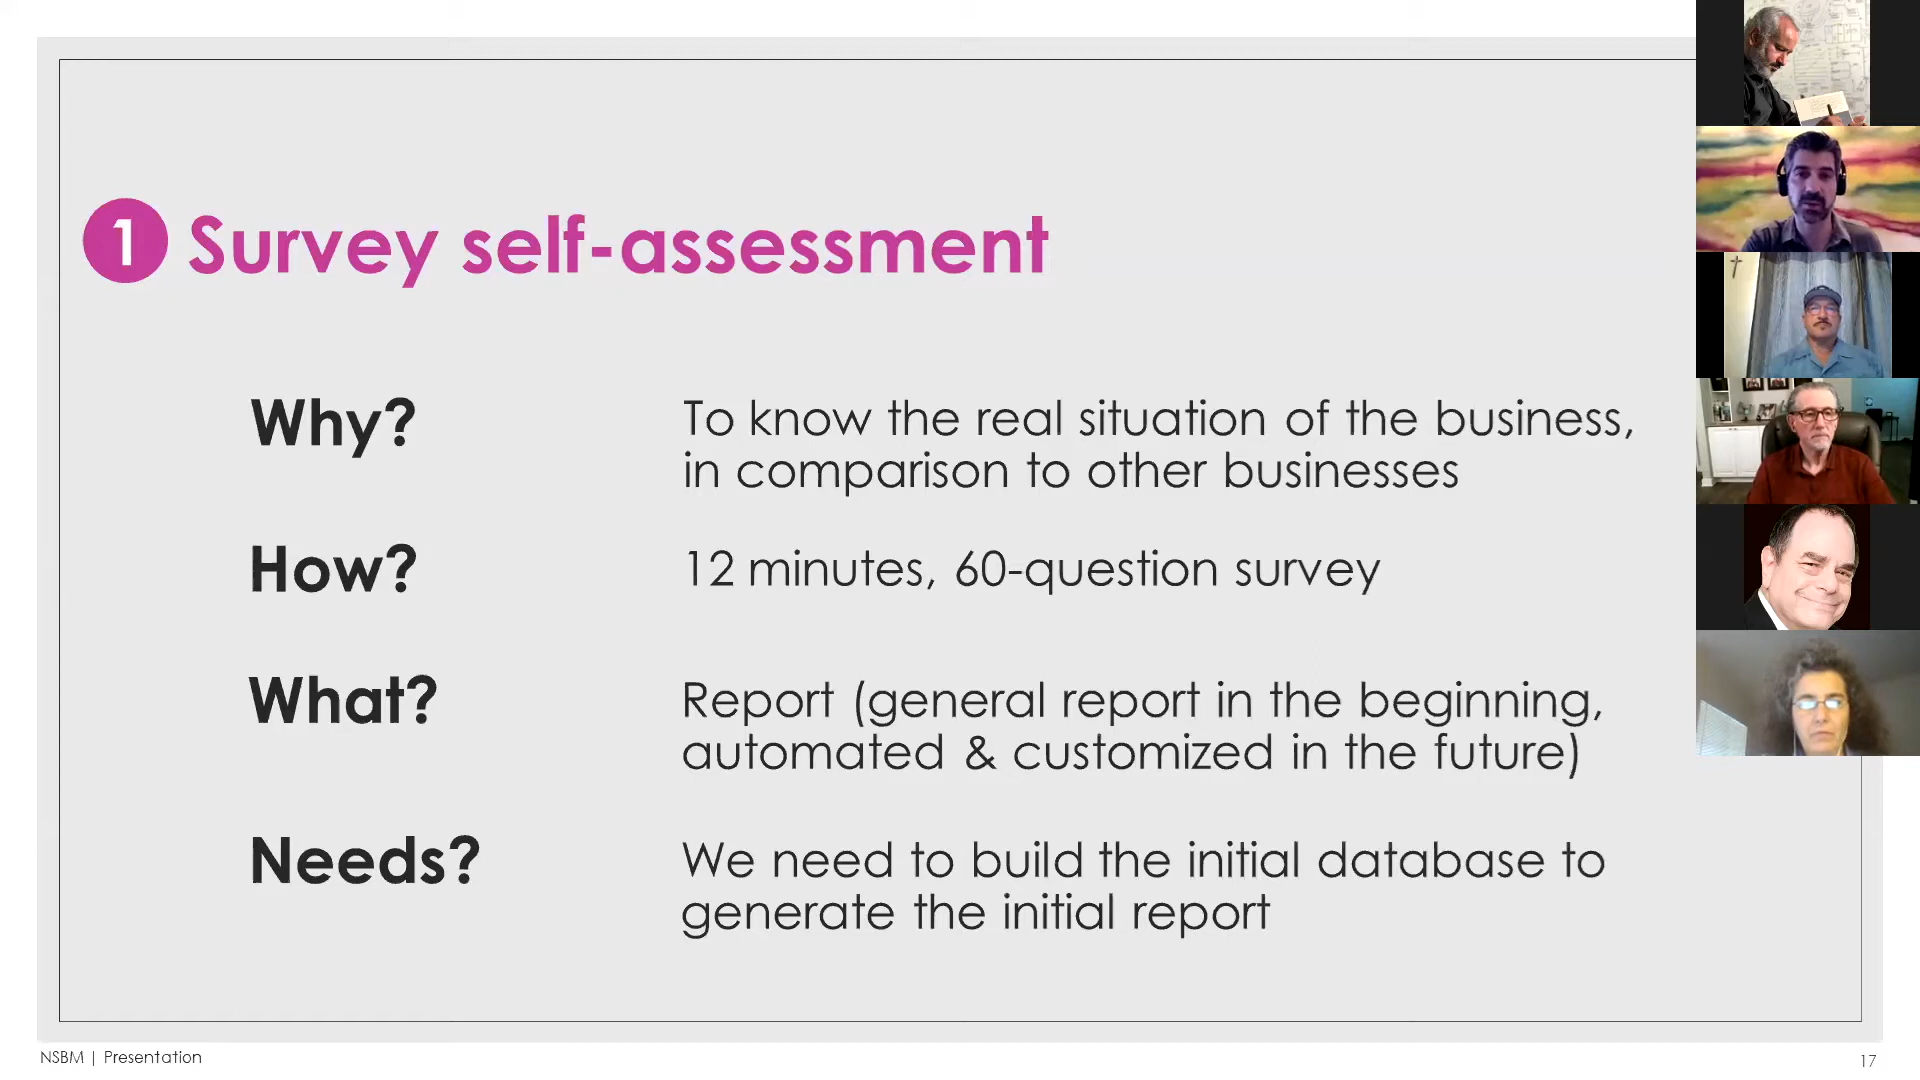 1 Survey self-assessment
Why?
To know the real situation of the business,
in comparison to other businesses
How?
12 minutes, 60-question survey
What?
Report (general report in the beginning,
automated & customized in the future)
Needs?
We need to build the initial database to
generate the initial report
NSBM | Presentation
17